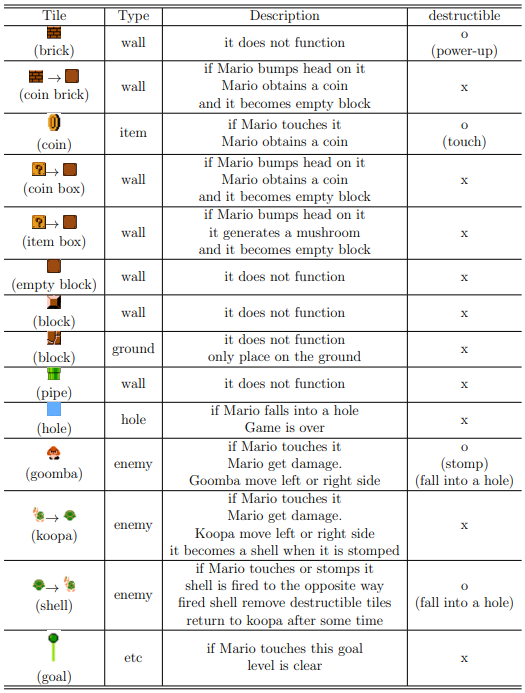 Tile Type Description destructible
(brick) wall it does not function o
(power-up)
(coin brick) wall if Mario bumps head on it
Mario obtains a coin
and it becomes empty block x
(coin) item if Mario touches it
Mario obtains a coin o
(touch)
(coin box) wall if Mario bumps head on it
Mario obtains a coin
and it becomes empty block x
(item box) wall if Mario bumps head on it
it generates a mushroom
and it becomes empty block x
(empty block) wall it does not function x
(block) wall it does not function x
(block) ground it does not function
only place on the ground x
(pipe) wall it does not function x
(hole) hole if Mario falls into a hole
Game is over x
(goomba) enemy if Mario touches it
Mario get damage.
Goomba move left or right side o
(stomp)
(fall into a hole)
(koopa) enemy if Mario touches it
Mario get damage.
Koopa move left or right side
it becomes a shell when it is stomped x
(shell) enemy if Mario touches or stomps it
shell is fired to the opposite way
fired shell remove destructible tiles
return to koopa after some time o
(fall into a hole)
(goal) etc if Mario touches this goal
level is clear x